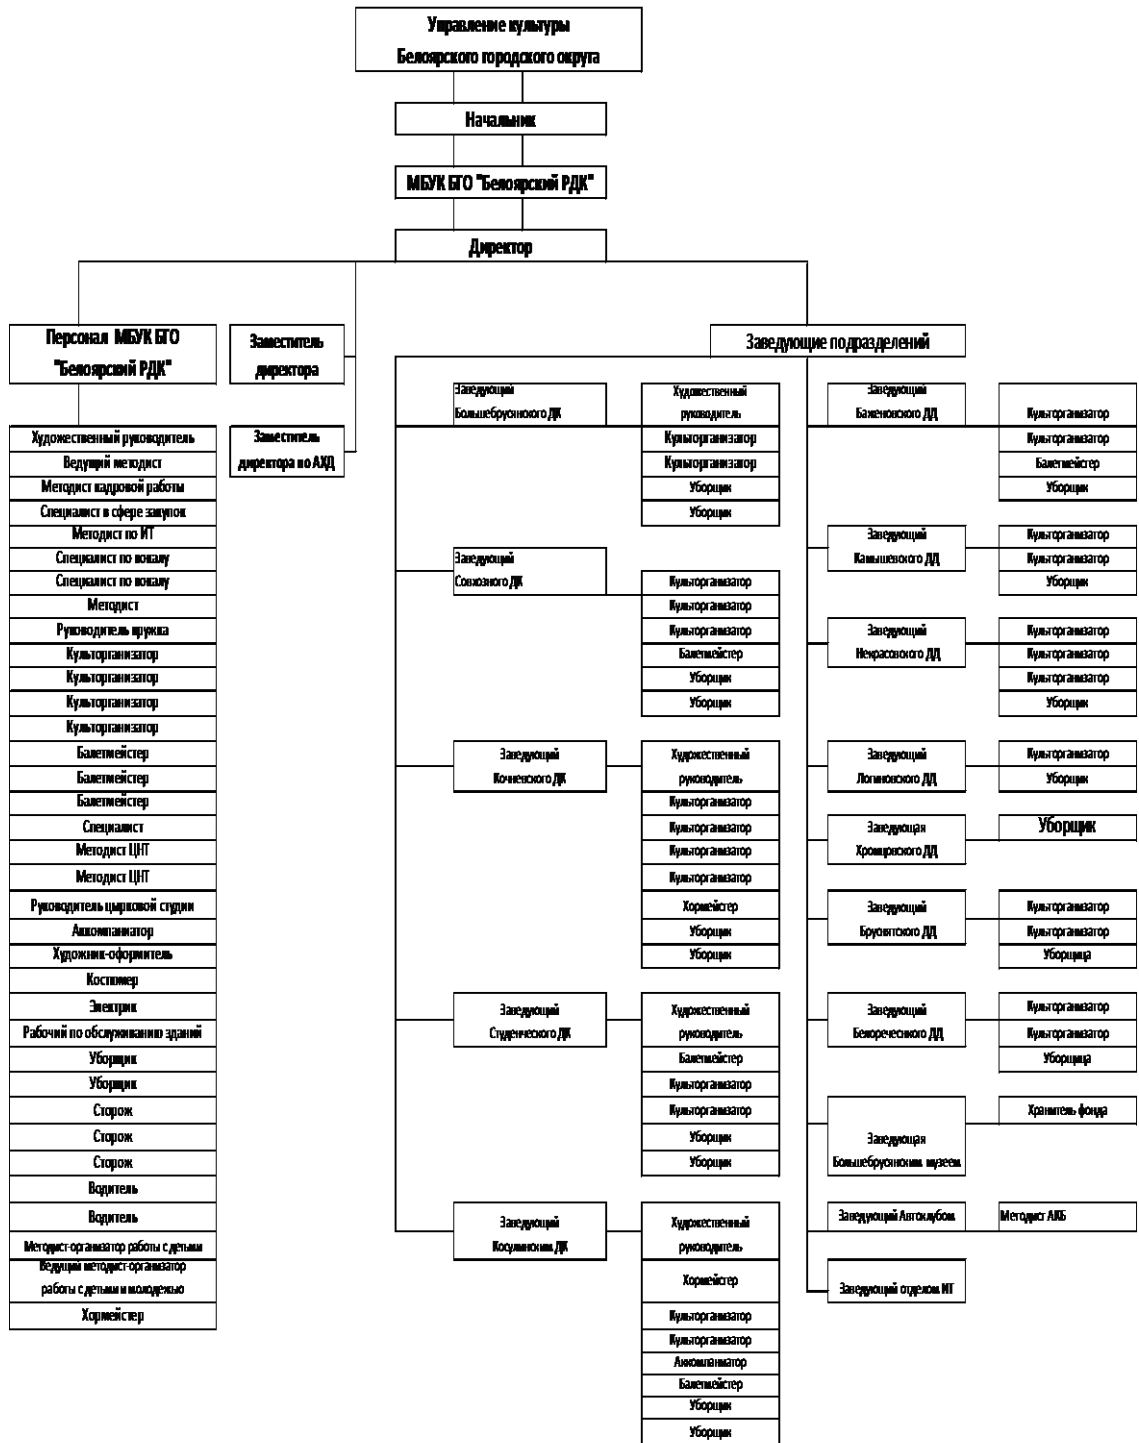 Управление культуры
Белоярского городского округа
Начальник
МБУК БГО "Белоярский РДК"
Директор
Персонал МБУК БГО
"Белоярский РДК"
Заместитель
директора
Заместитель
директора по АХД
Художественный руководитель
Ведущий методист
Методист кадровой работы
Специалист в сфере закупок
Методист по ИТ
Специалист по вокалу
Специалист по вокалу
Методист
Руководитель кружка
Культорганизатор
Культорганизатор
Культорганизатор
Культорганизатор
Балетмейстер
Балетмейстер
Балетмейстер
Специалист
Методист ЦНТ
Методист ЦНТ
Руководитель цырковой студии
Аккомпаниатор
Художник-оформитель
Костюмер
Электрик
Рабочий по обслуживанию зданий
Уборщик
Уборщик
Сторож
Сторож
Сторож
Водитель
Водитель
Методист-организатор работы с детьми
Ведущий методист-организатор
работы с детьми и молодежью
Хормейстер
Заведующие подразделений
Заведующий
Большебрусянского ДК
Художественный
руководитель
Культорганизатор
Культорганизатор
Уборщик
Уборщик
Заведующий
Совхозного ДК
Культорганизатор
Культорганизатор
Культорганизатор
Балетмейстер
Уборщик
Уборщик
Заведующий
Кочневского ДК
Художественный
руководитель
Культорганизатор
Культорганизатор
Культорганизатор
Культорганизатор
Хормейстер
Уборщик
Уборщик
Заведующий
Студенческого ДК
Художественный
руководитель
Балетмейстер
Культорганизатор
Культорганизатор
Уборщик
Уборщик
Заведующий
Косулинским ДК
Художественный
руководитель
Хормейстер
Культорганизатор
Культорганизатор
Аккомпаниатор
Балетмейстер
Уборщик
Уборщик
Заведующий
Баженовского ДД
Культорганизатор
Культорганизатор
Балетмейстер
Уборщик
Заведующий
Камышевского ДД
Культорганизатор
Культорганизатор
Уборщик
Заведующий
Некрасовского ДД
Культорганизатор
Культорганизатор
Культорганизатор
Уборщик
Заведующий
Логиновского ДД
Культорганизатор
Уборщик
Заведующая
Хромцовского ДД
Уборщик
Заведующий
Бруснятского ДД
Культорганизатор
Культорганизатор
Уборщица
Заведующий
Белореченского ДД
Культорганизатор
Культорганизатор
Уборщица
Заведующая
Большебрусянским музеем
Хранитель фонда
Заведующий Автоклубом
Методист АКБ
Заведующий отделом ИТ